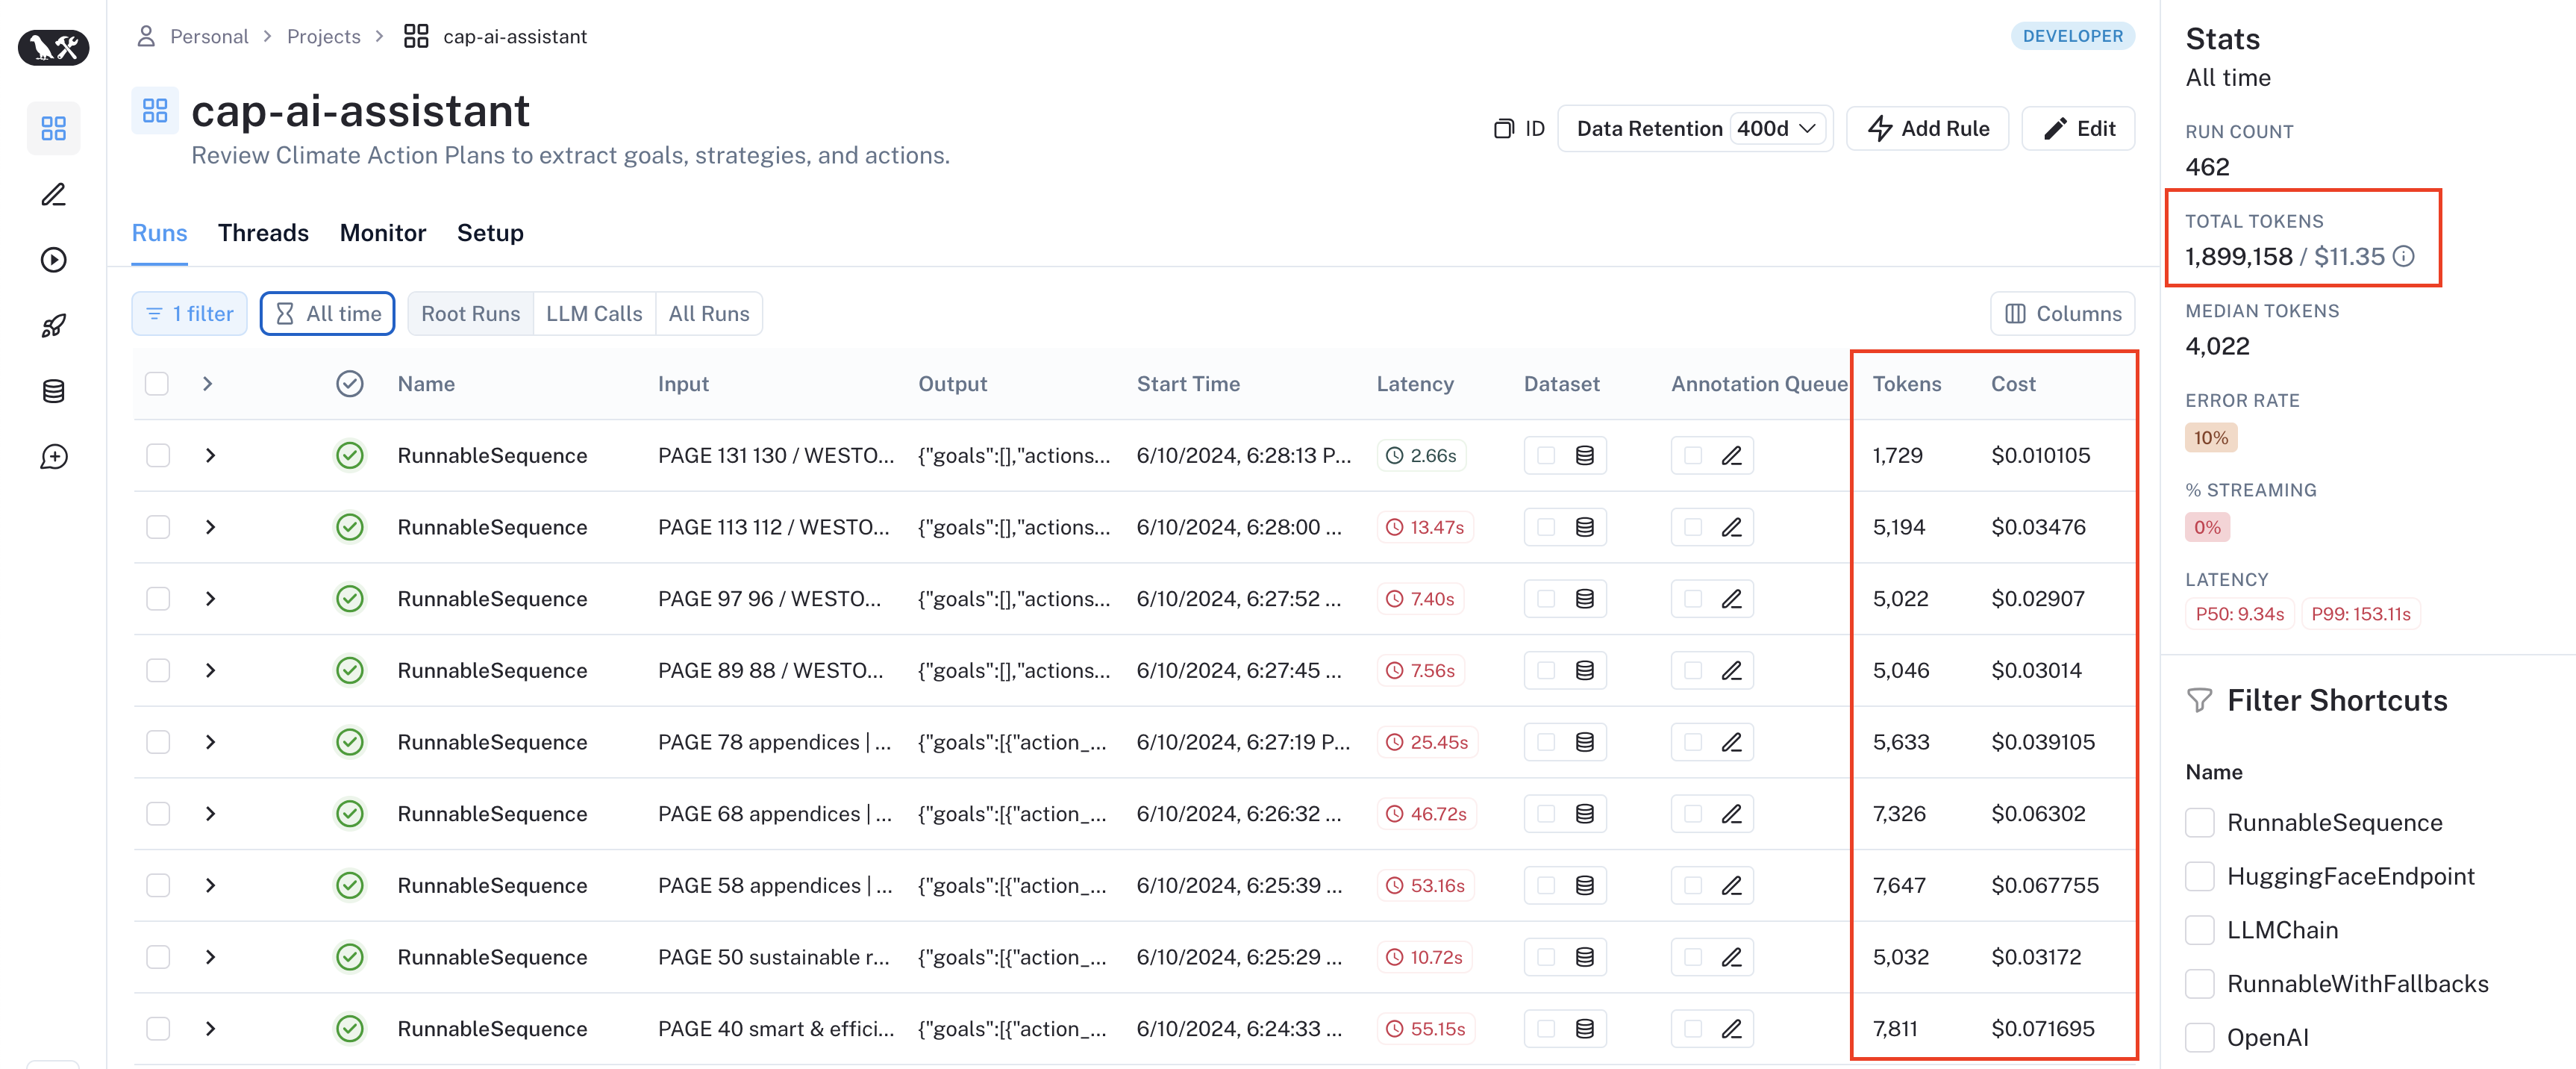 Personal > Projects > cap-ai-assistant
DEVELOPER
cap-ai-assistant
Review Climate Action Plans to extract goals, strategies, and actions.
ID
Data Retention 400d
Add Rule
Edit
Runs Threads Monitor Setup
1 filter All time Root Runs LLM Calls All Runs Columns
Name Input Output Start Time Latency Dataset Annotation Queue Tokens Cost
RunnableSequence PAGE 131 130 / WESTO... {"goals":[],"actions... 6/10/2024, 6:28:13 P... 2.66s 1,729 $0.010105
RunnableSequence PAGE 113 112 / WESTO... {"goals":[],"actions... 6/10/2024, 6:28:00 ... 13.47s 5,194 $0.03476
RunnableSequence PAGE 97 96 / WESTO... {"goals":[],"actions... 6/10/2024, 6:27:52 ... 7.40s 5,022 $0.02907
RunnableSequence PAGE 89 88 / WESTO... {"goals":[],"actions... 6/10/2024, 6:27:45 ... 7.56s 5,046 $0.03014
RunnableSequence PAGE 78 appendices | ... {"goals":[{"action_... 6/10/2024, 6:27:19 P... 25.45s 5,633 $0.039105
RunnableSequence PAGE 68 appendices | ... {"goals":[{"action_... 6/10/2024, 6:26:32 ... 46.72s 7,326 $0.06302
RunnableSequence PAGE 58 appendices | ... {"goals":[{"action_... 6/10/2024, 6:25:39 ... 53.16s 7,647 $0.067755
RunnableSequence PAGE 50 sustainable r... {"goals":[{"action_... 6/10/2024, 6:25:29 ... 10.72s 5,032 $0.03172
RunnableSequence PAGE 40 smart & effici... {"goals":[{"action_... 6/10/2024, 6:24:33 ... 55.15s 7,811 $0.071695
Stats
All time
RUN COUNT
462
TOTAL TOKENS
1,899,158 / $11.35
MEDIAN TOKENS
4,022
ERROR RATE
10%
% STREAMING
0%
LATENCY
P50: 9.34s P99: 153.11s
Filter Shortcuts
Name
RunnableSequence
HuggingFaceEndpoint
LLMChain
RunnableWithFallbacks
OpenAI